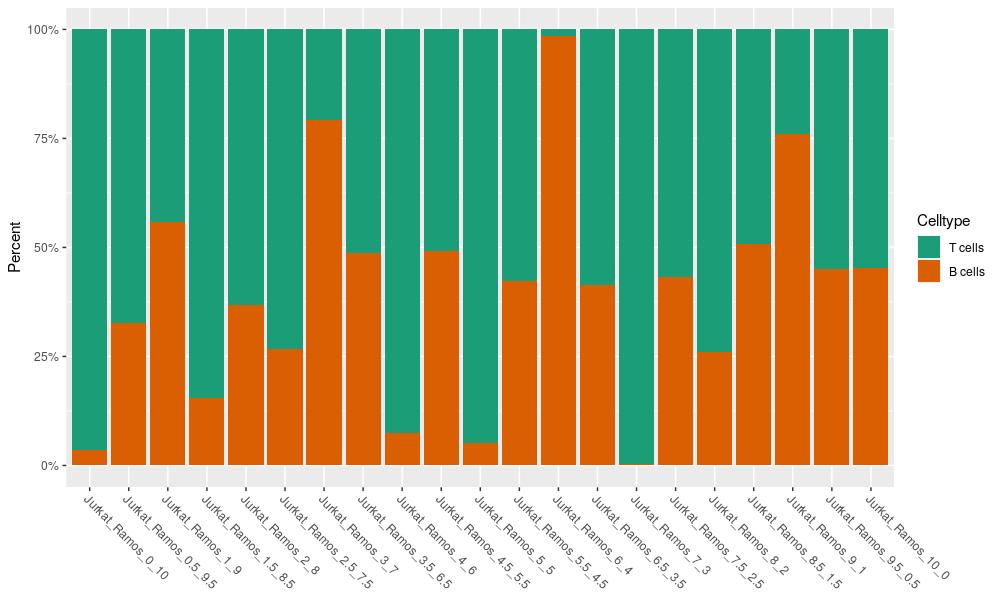 100%
75%
50%
25%
0%
Percent
Jurkat_Ramos_0_10
Jurkat_Ramos_0.5_9.5
Jurkat_Ramos_1_9
Jurkat_Ramos_1.5_8.5
Jurkat_Ramos_2_8
Jurkat_Ramos_2.5_7.5
Jurkat_Ramos_3_7
Jurkat_Ramos_3.5_6.5
Jurkat_Ramos_4_6
Jurkat_Ramos_4.5_5.5
Jurkat_Ramos_5_5
Jurkat_Ramos_5.5_4.5
Jurkat_Ramos_6_4
Jurkat_Ramos_6.5_3.5
Jurkat_Ramos_7_3
Jurkat_Ramos_7.5_2.5
Jurkat_Ramos_8_2
Jurkat_Ramos_8.5_1.5
Jurkat_Ramos_9_1
Jurkat_Ramos_9.5_0.5
Jurkat_Ramos_10_0
Celltype
T cells
B cells